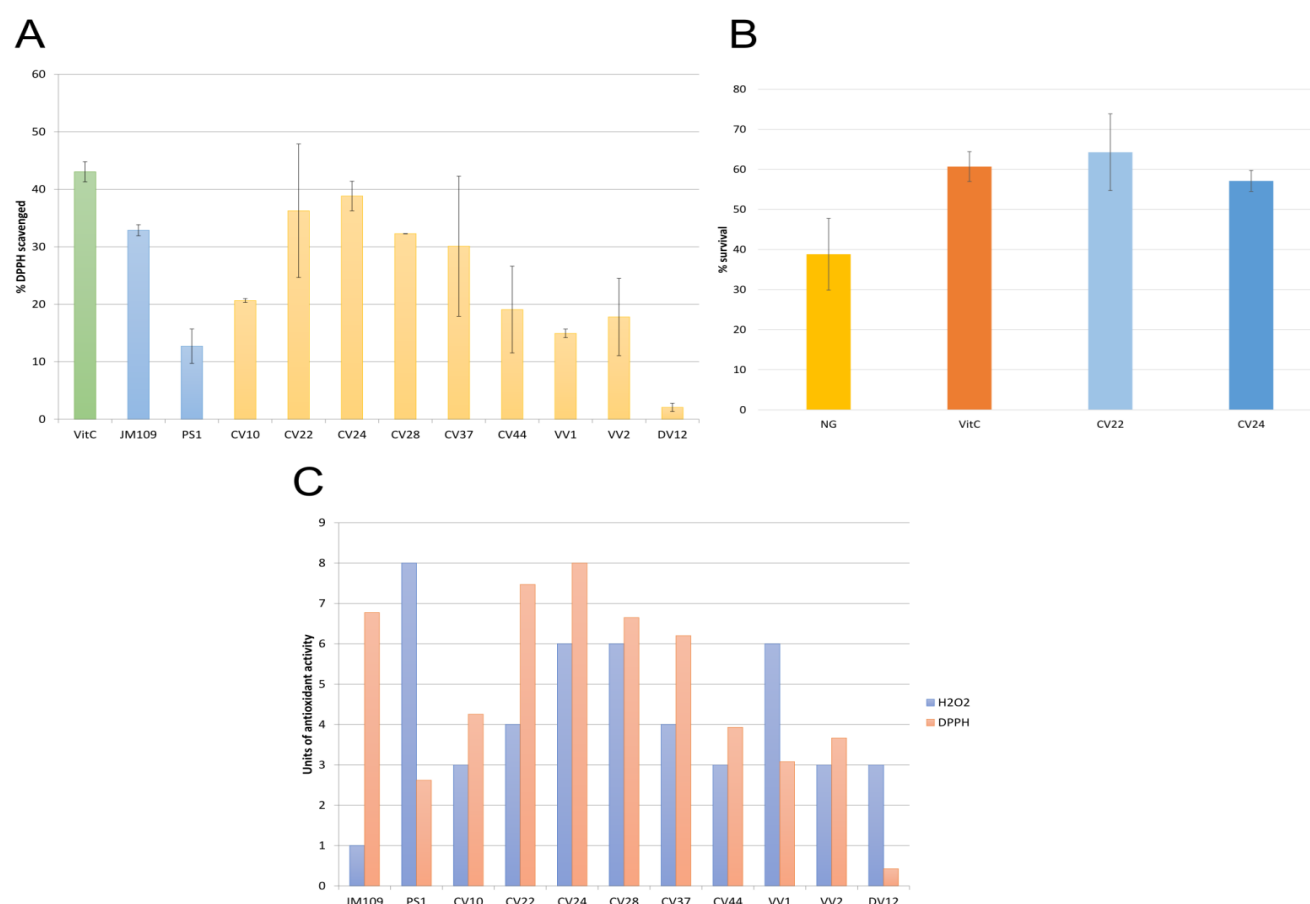 A
% DPPH scavenged
60
50
40
30
20
10
0
VitC JM109 PS1 CV10 CV22 CV24 CV28 CV37 CV44 VV1 VV2 DV12
B
% survival
80
70
60
50
40
30
20
10
0
NG VitC CV22 CV24
C
Units of antioxidant activity
9
8
7
6
5
4
3
2
1
0
JM109 PS1 CV10 CV22 CV24 CV28 CV37 CV44 VV1 VV2 DV12
H2O2
DPPH